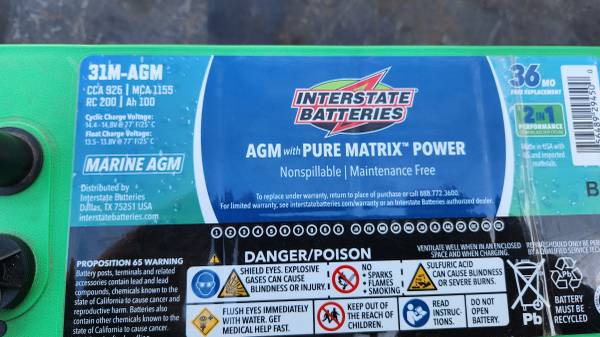 31M-AGM
CCA 925 | MCA 1155
RC 200 | Ah 100
Cyclic Charge Voltage:
14.4 - 14.8V @ 77°F/25°C
Float Charge Voltage:
13.5 - 13.8V @ 77°F/25°C
MARINE AGM
Distributed by
Interstate Batteries
Dallas, TX 75251 USA
interstatebatteries.com
INTERSTATE
BATTERIES
AGM with PURE MATRIX™ POWER
Nonspillable | Maintenance Free
To replace under warranty, return to place of purchase or call 888.772.3600.
For limited warranty, see interstatebatteries.com/warranty or an Interstate Batteries authorized dealer.
36 MO
FREE REPLACEMENT
2 in 1
PERFORMANCE
Made in USA with
U.S. and imported
materials.
B
PROPOSITION 65 WARNING
Battery posts, terminals and related
accessories contain lead and lead
compounds, chemicals known to the
state of California to cause cancer and
reproductive harm. Batteries also
contain other chemicals known to the
state of California to cause cancer.
DANGER/POISON
VENTILATE WELL WHEN IN AN ENCLOSED
SPACE AND WHEN CHARGING.
SHIELD EYES. EXPLOSIVE
GASES CAN CAUSE
BLINDNESS OR INJURY.
NO
• SPARKS
• FLAMES
• SMOKING
SULFURIC ACID
CAN CAUSE BLINDNESS
OR SEVERE BURNS.
FLUSH EYES IMMEDIATELY
WITH WATER. GET
MEDICAL HELP FAST.
KEEP OUT OF THE
REACH OF
CHILDREN.
READ
INSTRUC-
TIONS.
DO NOT
OPEN
BATTERY.
Pb
REPAIR SHOULD ONLY BE
BATTERY
MUST BE
RECYCLED